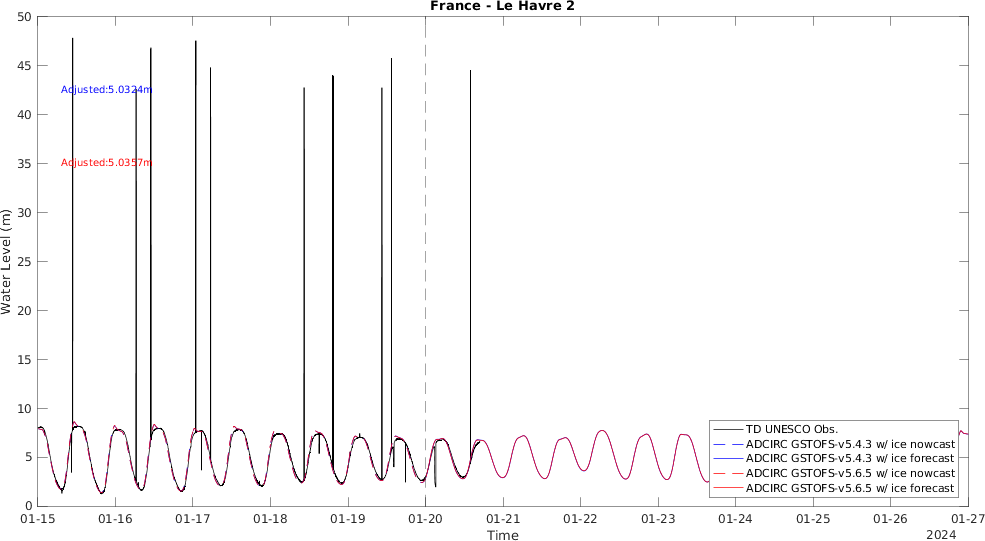 France - Le Havre 2
50
45
40
35
30
25
20
15
10
5
0
Water Level (m)
Adjusted:5.0324m
Adjusted:5.0357m
TD UNESCO Obs.
ADCIRC GSTOFS-v5.4.3 w/ ice nowcast
ADCIRC GSTOFS-v5.4.3 w/ ice forecast
ADCIRC GSTOFS-v5.6.5 w/ ice nowcast
ADCIRC GSTOFS-v5.6.5 w/ ice forecast
01-15 01-16 01-17 01-18 01-19 01-20 01-21 01-22 01-23 01-24 01-25 01-26 01-27
Time
2024